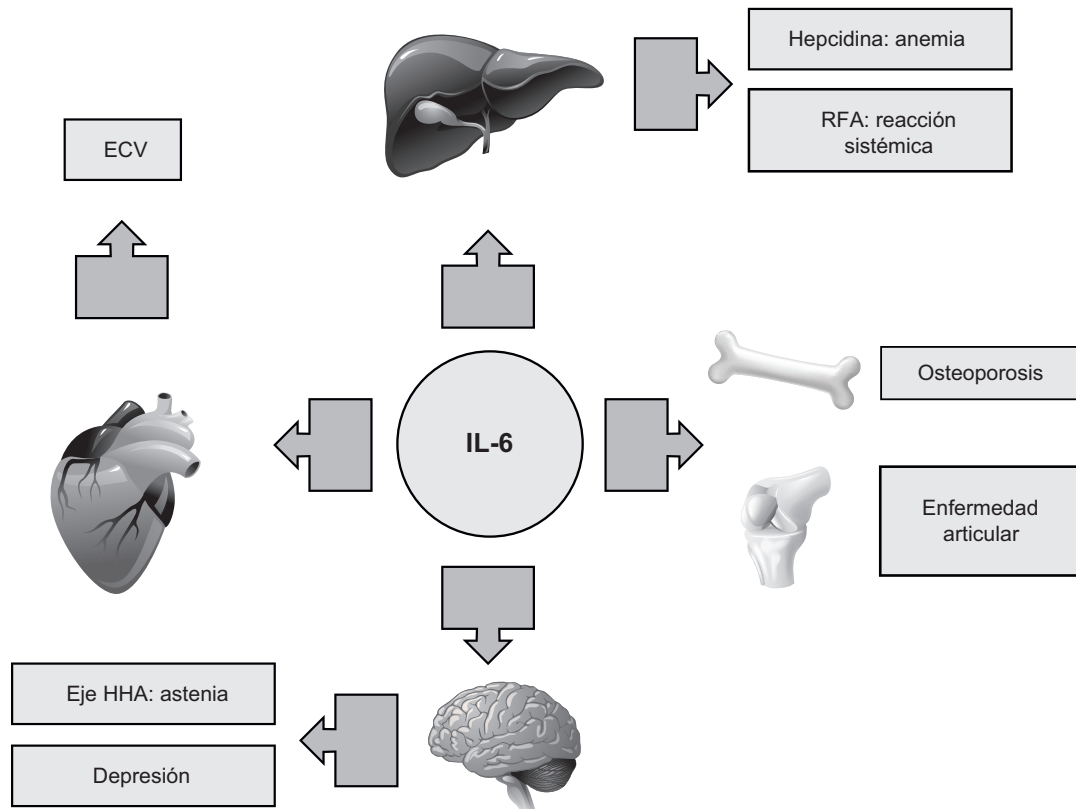 Hepcidina: anemia
RFA: reacción
sistémica
ECV
IL-6
Osteoporosis
Enfermedad
articular
Eje HHA: astenia
Depresión